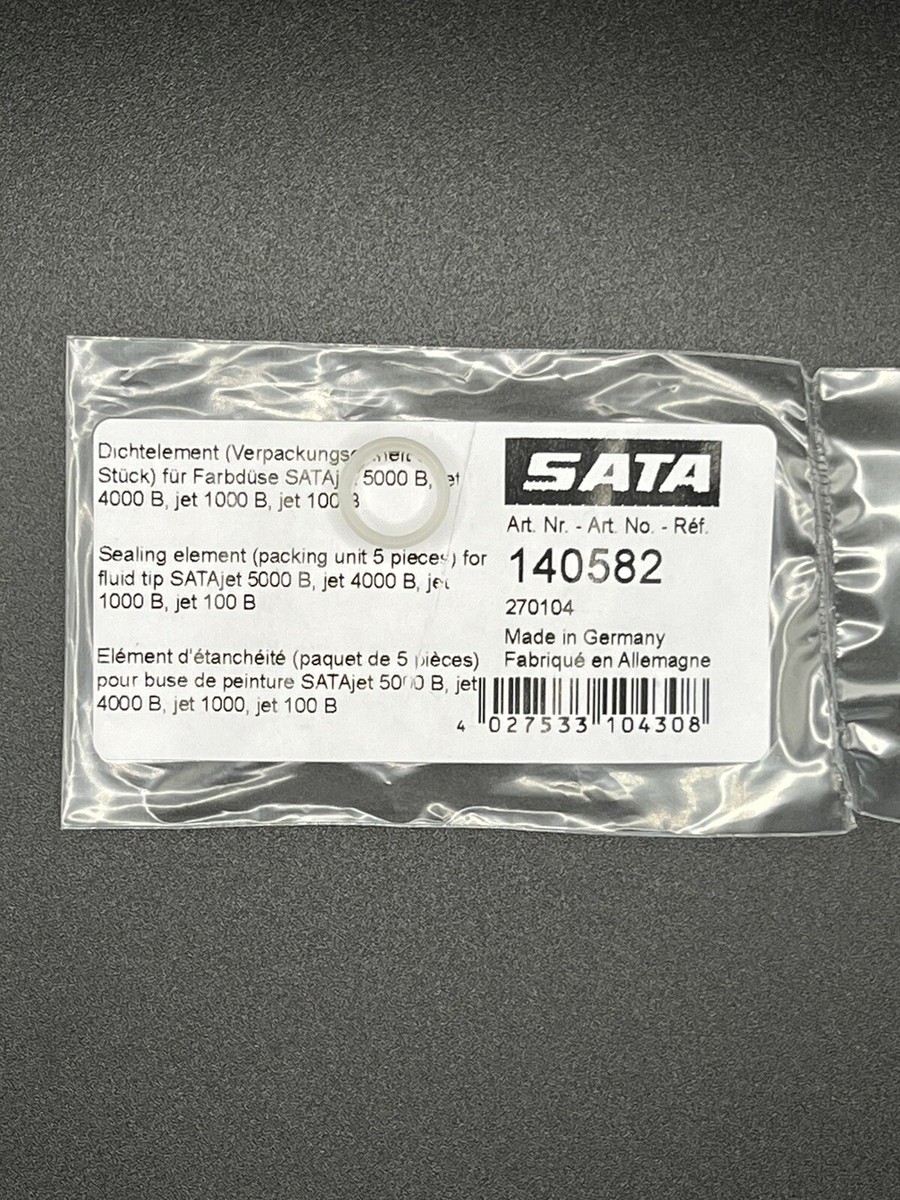 Dichtelement
Stück) für Farbdüse 5000 B,
4000 B, jet 1000 B, jet
Sealing element (packing unit 5 pieces) for
fluid tip SATAjet 5000 B, jet 4000 B, jet
1000 B, jet 100 B
Elément d'étanchéité (paquet de 5 pièces)
pour buse de peinture SATAjet 5000 B, jet
4000 B, jet 1000, jet 100 B
SATA
Art. Nr. - Art. No. - Réf.
140582
270104
Made in Germany
Fabriqué en Allemagne
4 027533 104308